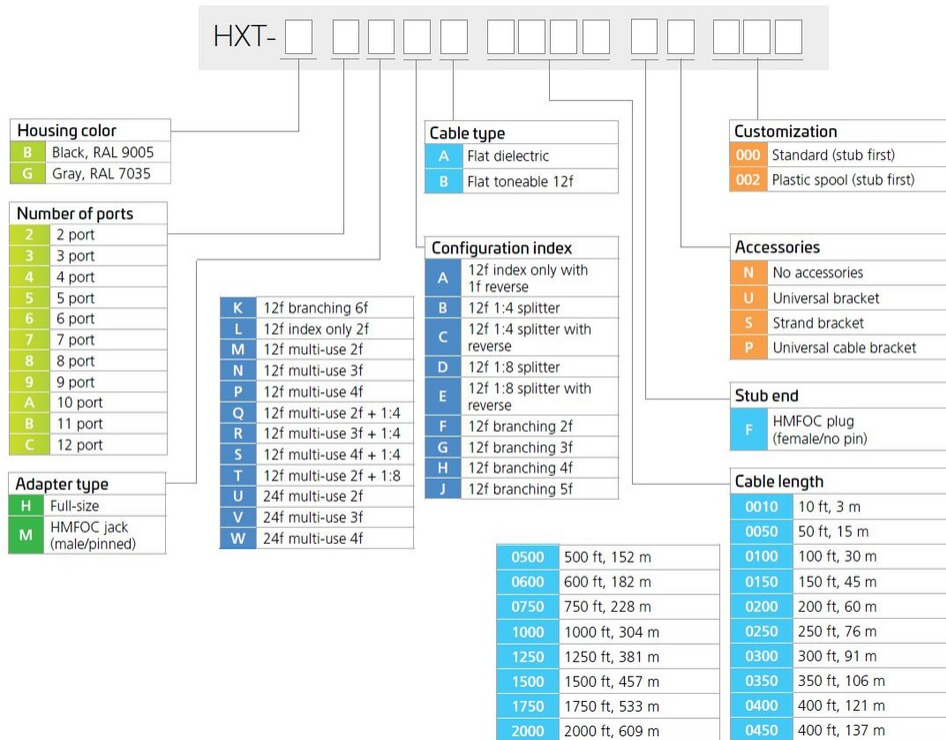 HXT-
Housing color
B Black, RAL 9005
G Gray, RAL 7035
Number of ports
2 2 port
3 3 port
4 4 port
5 5 port
6 6 port
7 7 port
8 8 port
9 9 port
A 10 port
B 11 port
C 12 port
Adapter type
H Full-size
M HMFOC jack
(male/pinned)
K 12f branching 6f
L 12f index only 2f
M 12f multi-use 2f
N 12f multi-use 3f
P 12f multi-use 4f
Q 12f multi-use 2f + 1:4
R 12f multi-use 3f + 1:4
S 12f multi-use 4f + 1:4
T 12f multi-use 2f + 1:8
U 24f multi-use 2f
V 24f multi-use 3f
W 24f multi-use 4f
Cable type
A Flat dielectric
B Flat toneable 12f
Configuration index
A 12f index only with
1f reverse
B 12f 1:4 splitter
C 12f 1:4 splitter with
reverse
D 12f 1:8 splitter
E 12f 1:8 splitter with
reverse
F 12f branching 2f
G 12f branching 3f
H 12f branching 4f
J 12f branching 5f
0500 500 ft, 152 m
0600 600 ft, 182 m
0750 750 ft, 228 m
1000 1000 ft, 304 m
1250 1250 ft, 381 m
1500 1500 ft, 457 m
1750 1750 ft, 533 m
2000 2000 ft, 609 m
Customization
000 Standard (stub first)
002 Plastic spool (stub first)
Accessories
N No accessories
U Universal bracket
S Strand bracket
P Universal cable bracket
Stub end
F HMFOC plug
(female/no pin)
Cable length
0010 10 ft, 3 m
0050 50 ft, 15 m
0100 100 ft, 30 m
0150 150 ft, 45 m
0200 200 ft, 60 m
0250 250 ft, 76 m
0300 300 ft, 91 m
0350 350 ft, 106 m
0400 400 ft, 121 m
0450 400 ft, 137 m